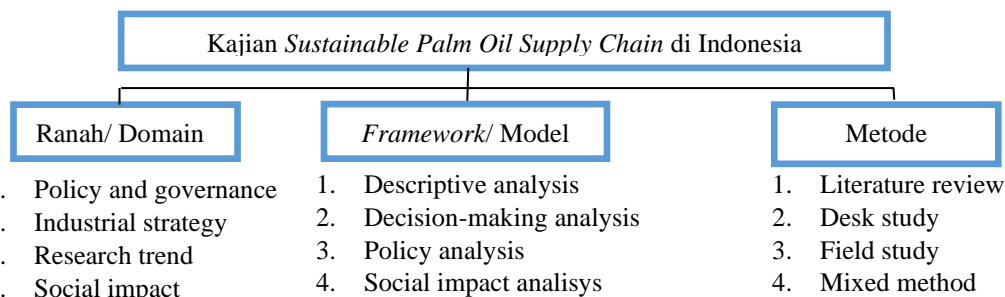 Kajian Sustainable Palm Oil Supply Chain di Indonesia
Ranah/ Domain
. Policy and governance
. Industrial strategy
. Research trend
. Social impact
Framework/ Model
1. Descriptive analysis
2. Decision-making analysis
3. Policy analysis
4. Social impact analisys
Metode
1. Literature review
2. Desk study
3. Field study
4. Mixed method